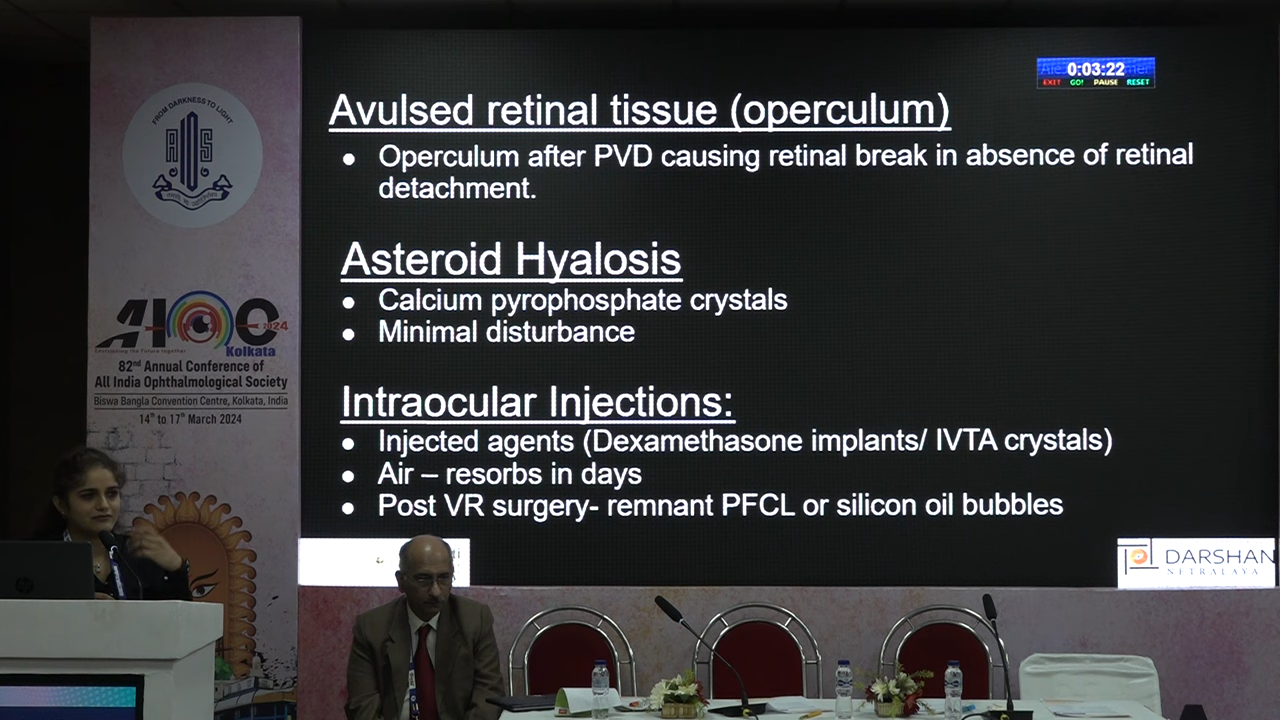 0:03:22
EXIT GO! PAUSE RESET
Avulsed retinal tissue (operculum)
• Operculum after PVD causing retinal break in absence of retinal
detachment.
Asteroid Hyalosis
• Calcium pyrophosphate crystals
• Minimal disturbance
Intraocular Injections:
• Injected agents (Dexamethasone implants/ IVTA crystals)
• Air – resorbs in days
• Post VR surgery- remnant PFCL or silicon oil bubbles
DARSHAN
NETRALAYA
FROM DARKNESS TO LIGHT
AIOS
AIOC 2024
Kolkata
82nd Annual Conference of
All India Ophthalmological Society
Biswa Bangla Convention Centre, Kolkata, India
14th to 17th March 2024